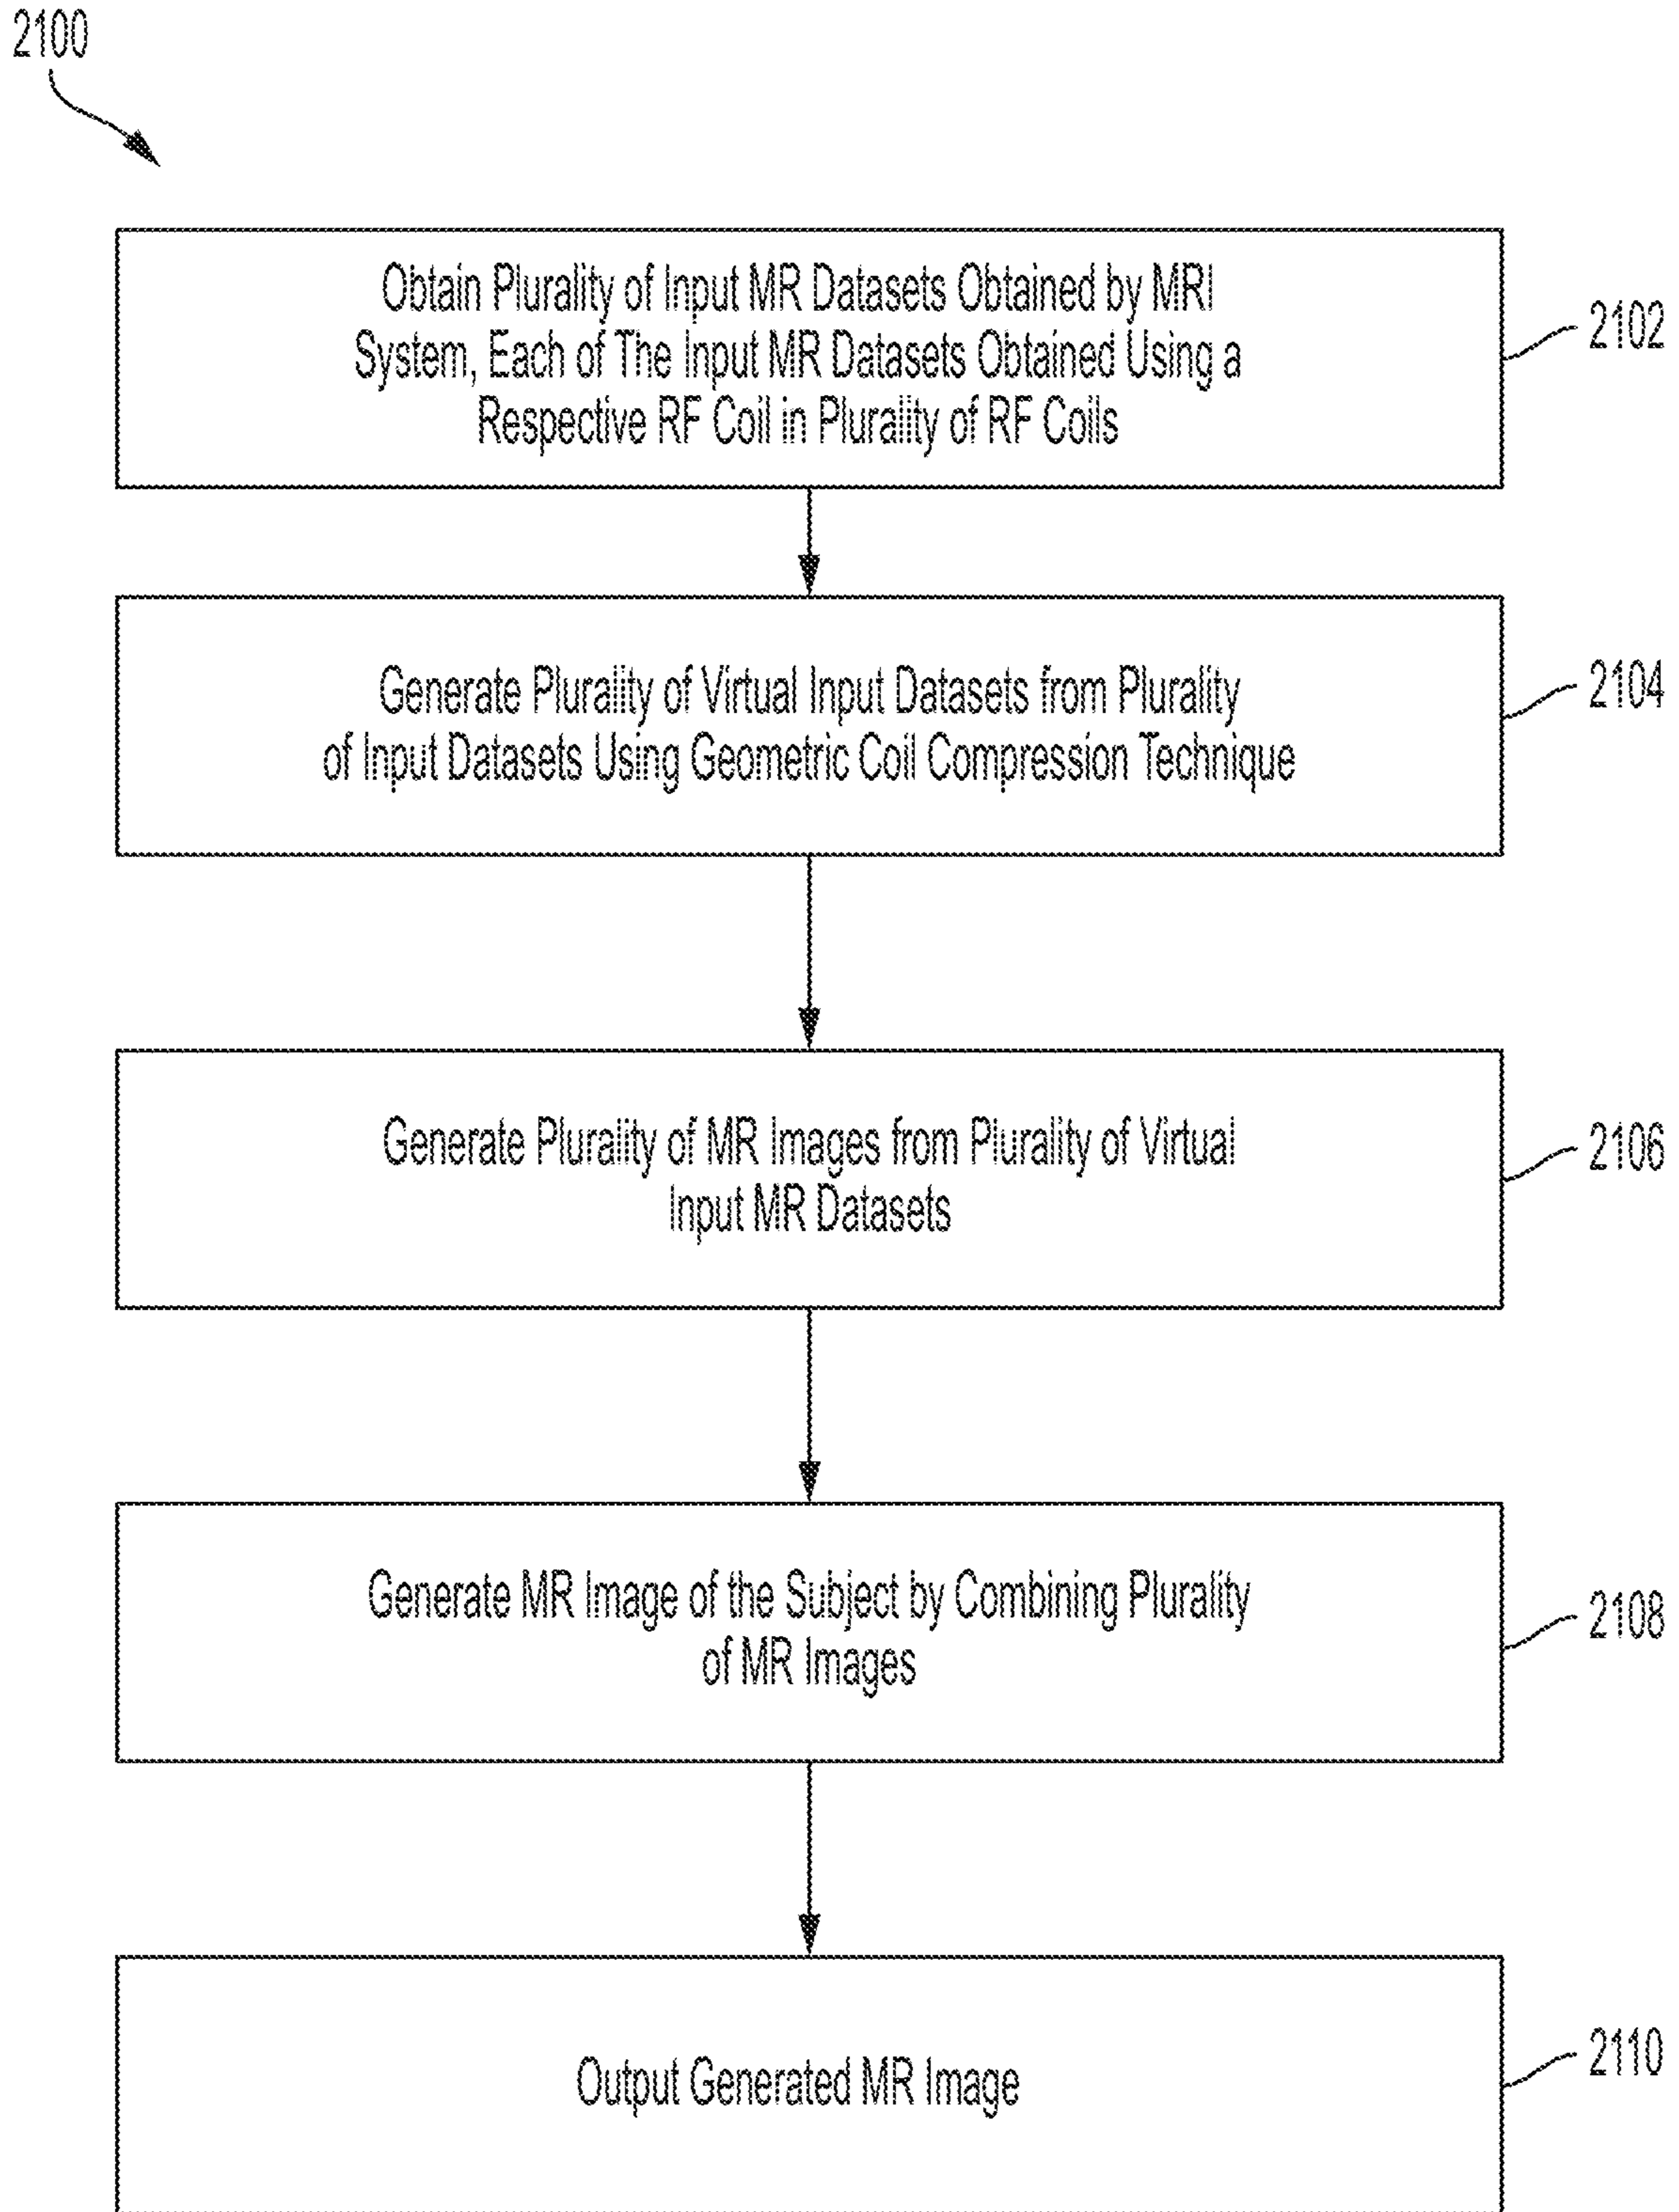 2100
Obtain Plurality of Input MR Datasets Obtained by MRI
System, Each of The Input MR Datasets Obtained Using a
Respective RF Coil in Plurality of RF Coils
2102
Generate Plurality of Virtual Input Datasets from Plurality
of Input Datasets Using Geometric Coil Compression Technique
2104
Generate Plurality of MR Images from Plurality of Virtual
Input MR Datasets
2106
Generate MR Image of the Subject by Combining Plurality
of MR Images
2108
Output Generated MR Image
2110